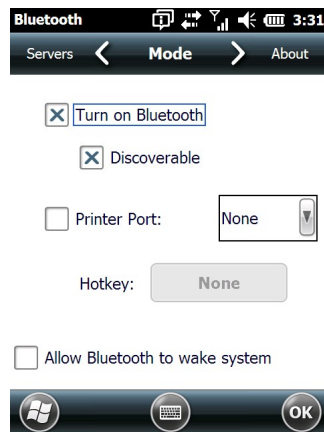 Bluetooth 3:31
Servers Mode About
Turn on Bluetooth
Discoverable
Printer Port: None
Hotkey: None
Allow Bluetooth to wake system
OK